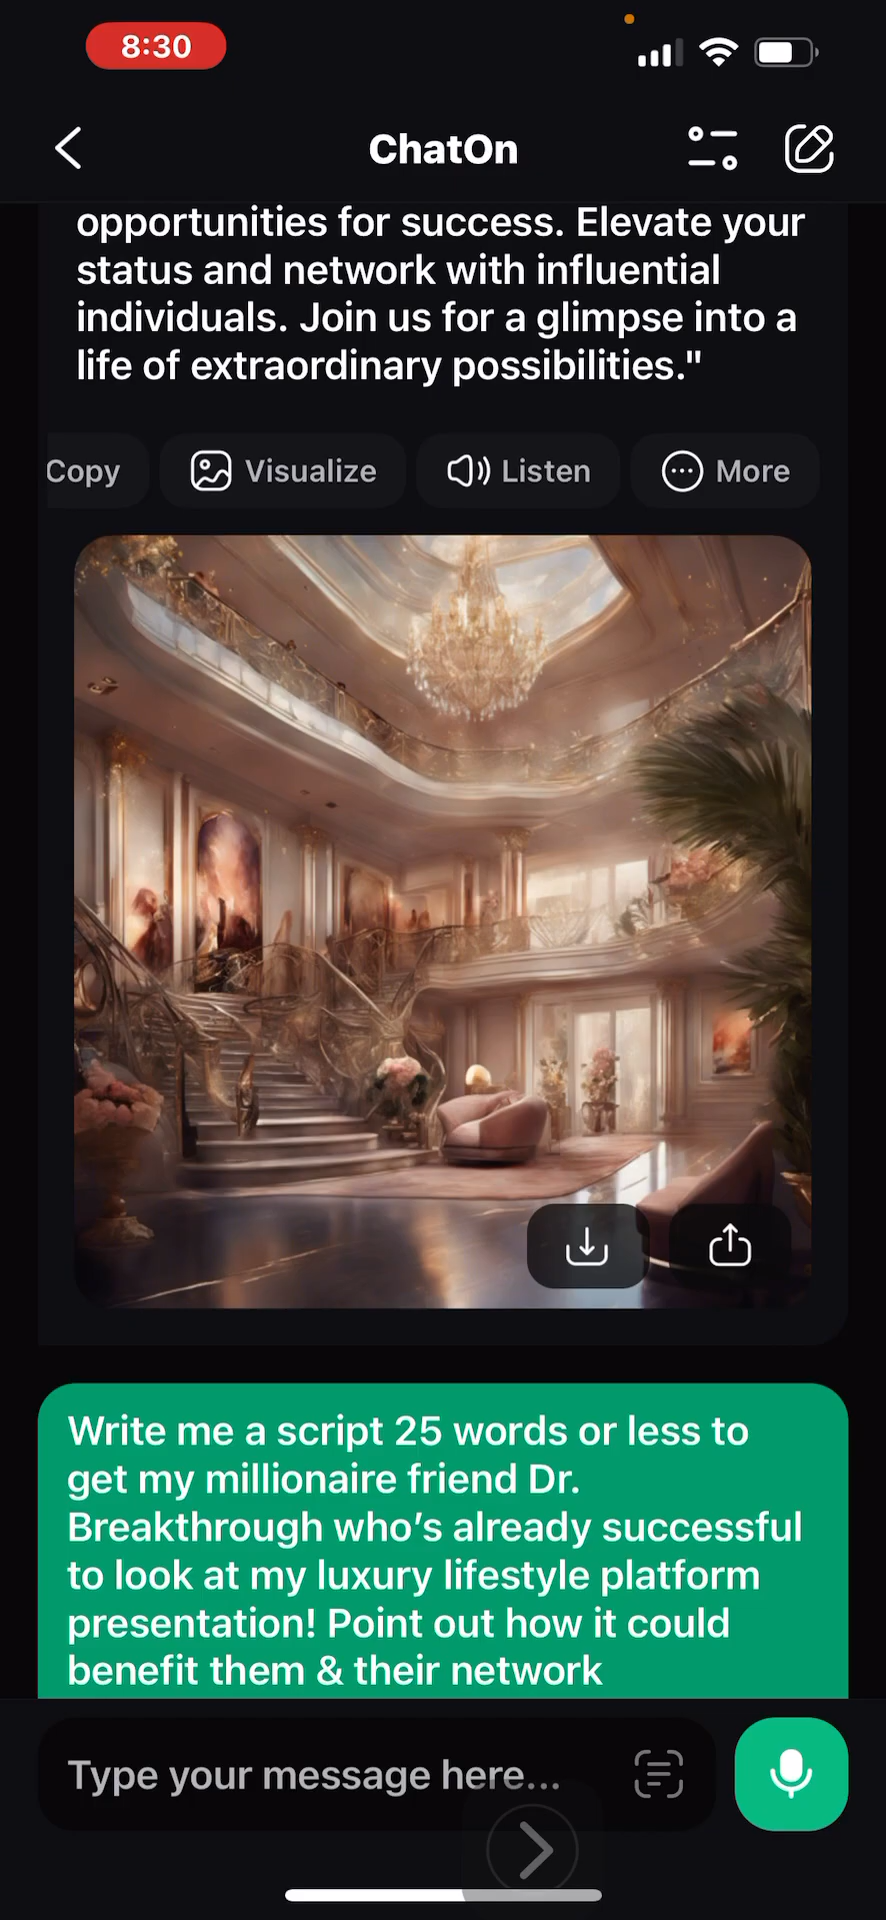 8:30
ChatOn
opportunities for success. Elevate your
status and network with influential
individuals. Join us for a glimpse into a
life of extraordinary possibilities."
Copy Visualize Listen More
Write me a script 25 words or less to
get my millionaire friend Dr.
Breakthrough who’s already successful
to look at my luxury lifestyle platform
presentation! Point out how it could
benefit them & their network
Type your message here...